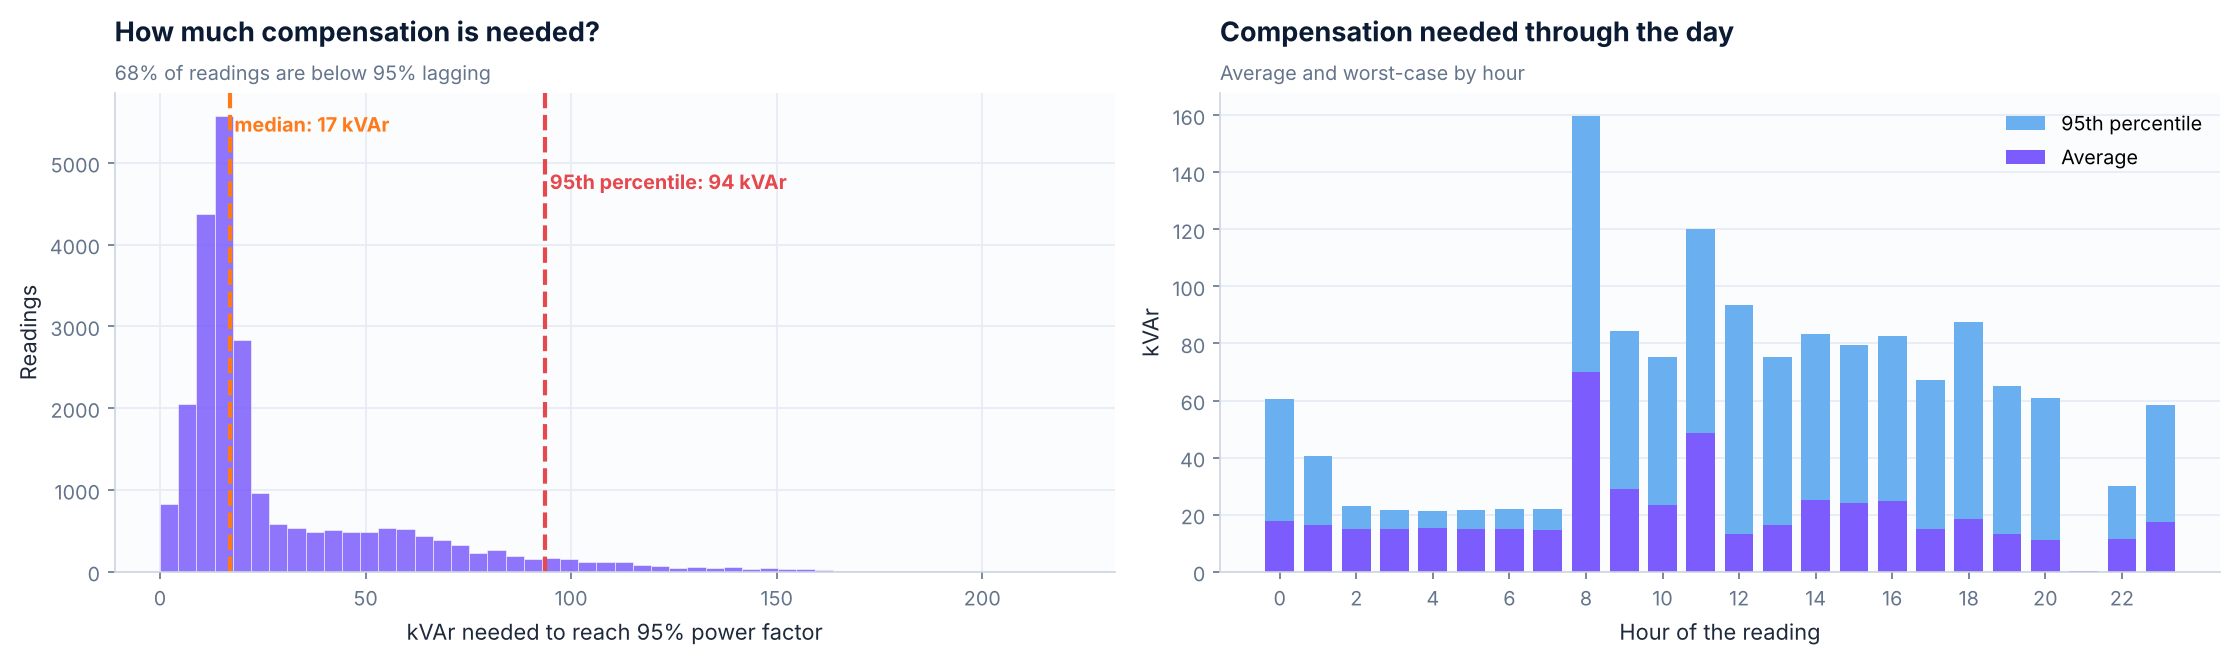 How much compensation is needed?
68% of readings are below 95% lagging
median: 17 kVAr
95th percentile: 94 kVAr
5000
4000
3000
2000
1000
0
Readings
0 50 100 150 200
kVAr needed to reach 95% power factor
Compensation needed through the day
Average and worst-case by hour
95th percentile
Average
160
140
120
100
80
60
40
20
0
kVAr
0 2 4 6 8 10 12 14 16 18 20 22
Hour of the reading